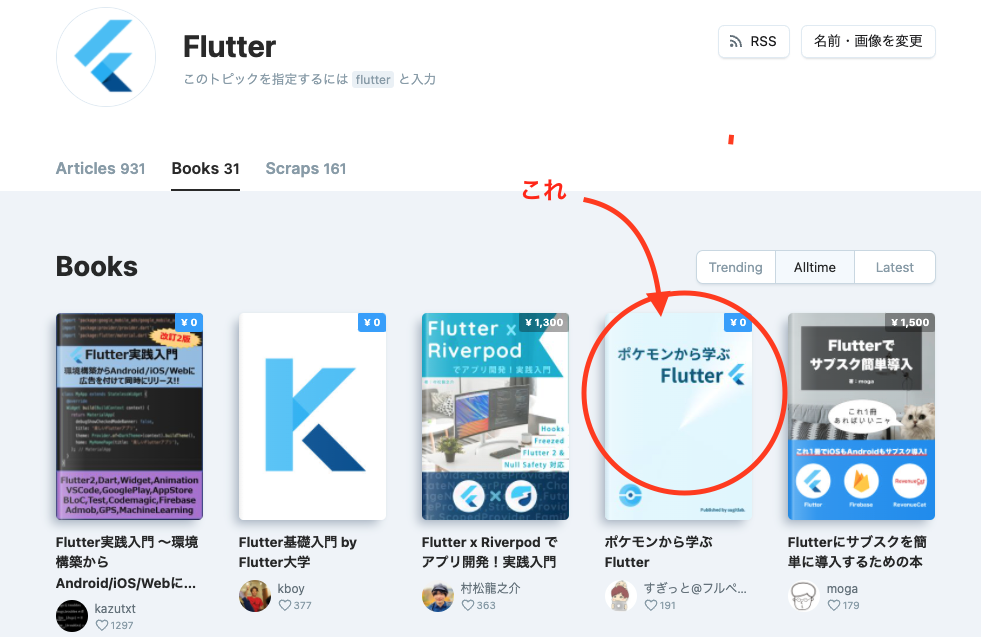 Flutter
このトピックを指定するには flutter と入力
RSS
名前・画像を変更
Articles 931
Books 31
Scraps 161
これ
Books
Trending
Alltime
Latest
¥ 0
改訂2版
Flutter実践入門
環境構築からAndroid/iOS/Webに
広告を付けて同時にリリース!!
Flutter2,Dart,Widget,Animation
VSCode,GooglePlay,AppStore
BLoC,Test,Codemagic,Firebase
Admob,GPS,MachineLearning
Flutter実践入門 〜環境
構築から
Android/iOS/Webに...
kazutxt
1297
¥ 0
Flutter基礎入門 by
Flutter大学
kboy
377
¥ 1,300
Flutter x
Riverpod
でアプリ開発！実践入門
Hooks
Freezed
Flutter 2 &
Null Safety 対応
Flutter x Riverpod で
アプリ開発！実践入門
村松龍之介
363
¥ 0
ポケモンから学ぶ
Flutter
Published by sugitlab.
ポケモンから学ぶ
Flutter
すぎっと@フルペ...
191
¥ 1,500
Flutterで
サブスク簡単導入
著：moga
これ1冊
あればいいニャ
これ1冊でiOSもAndroidもサブスク導入!
RevenueCat
Flutter
Firebase
RevenueCat
Flutterにサブスクを簡
単に導入するための本
moga
179